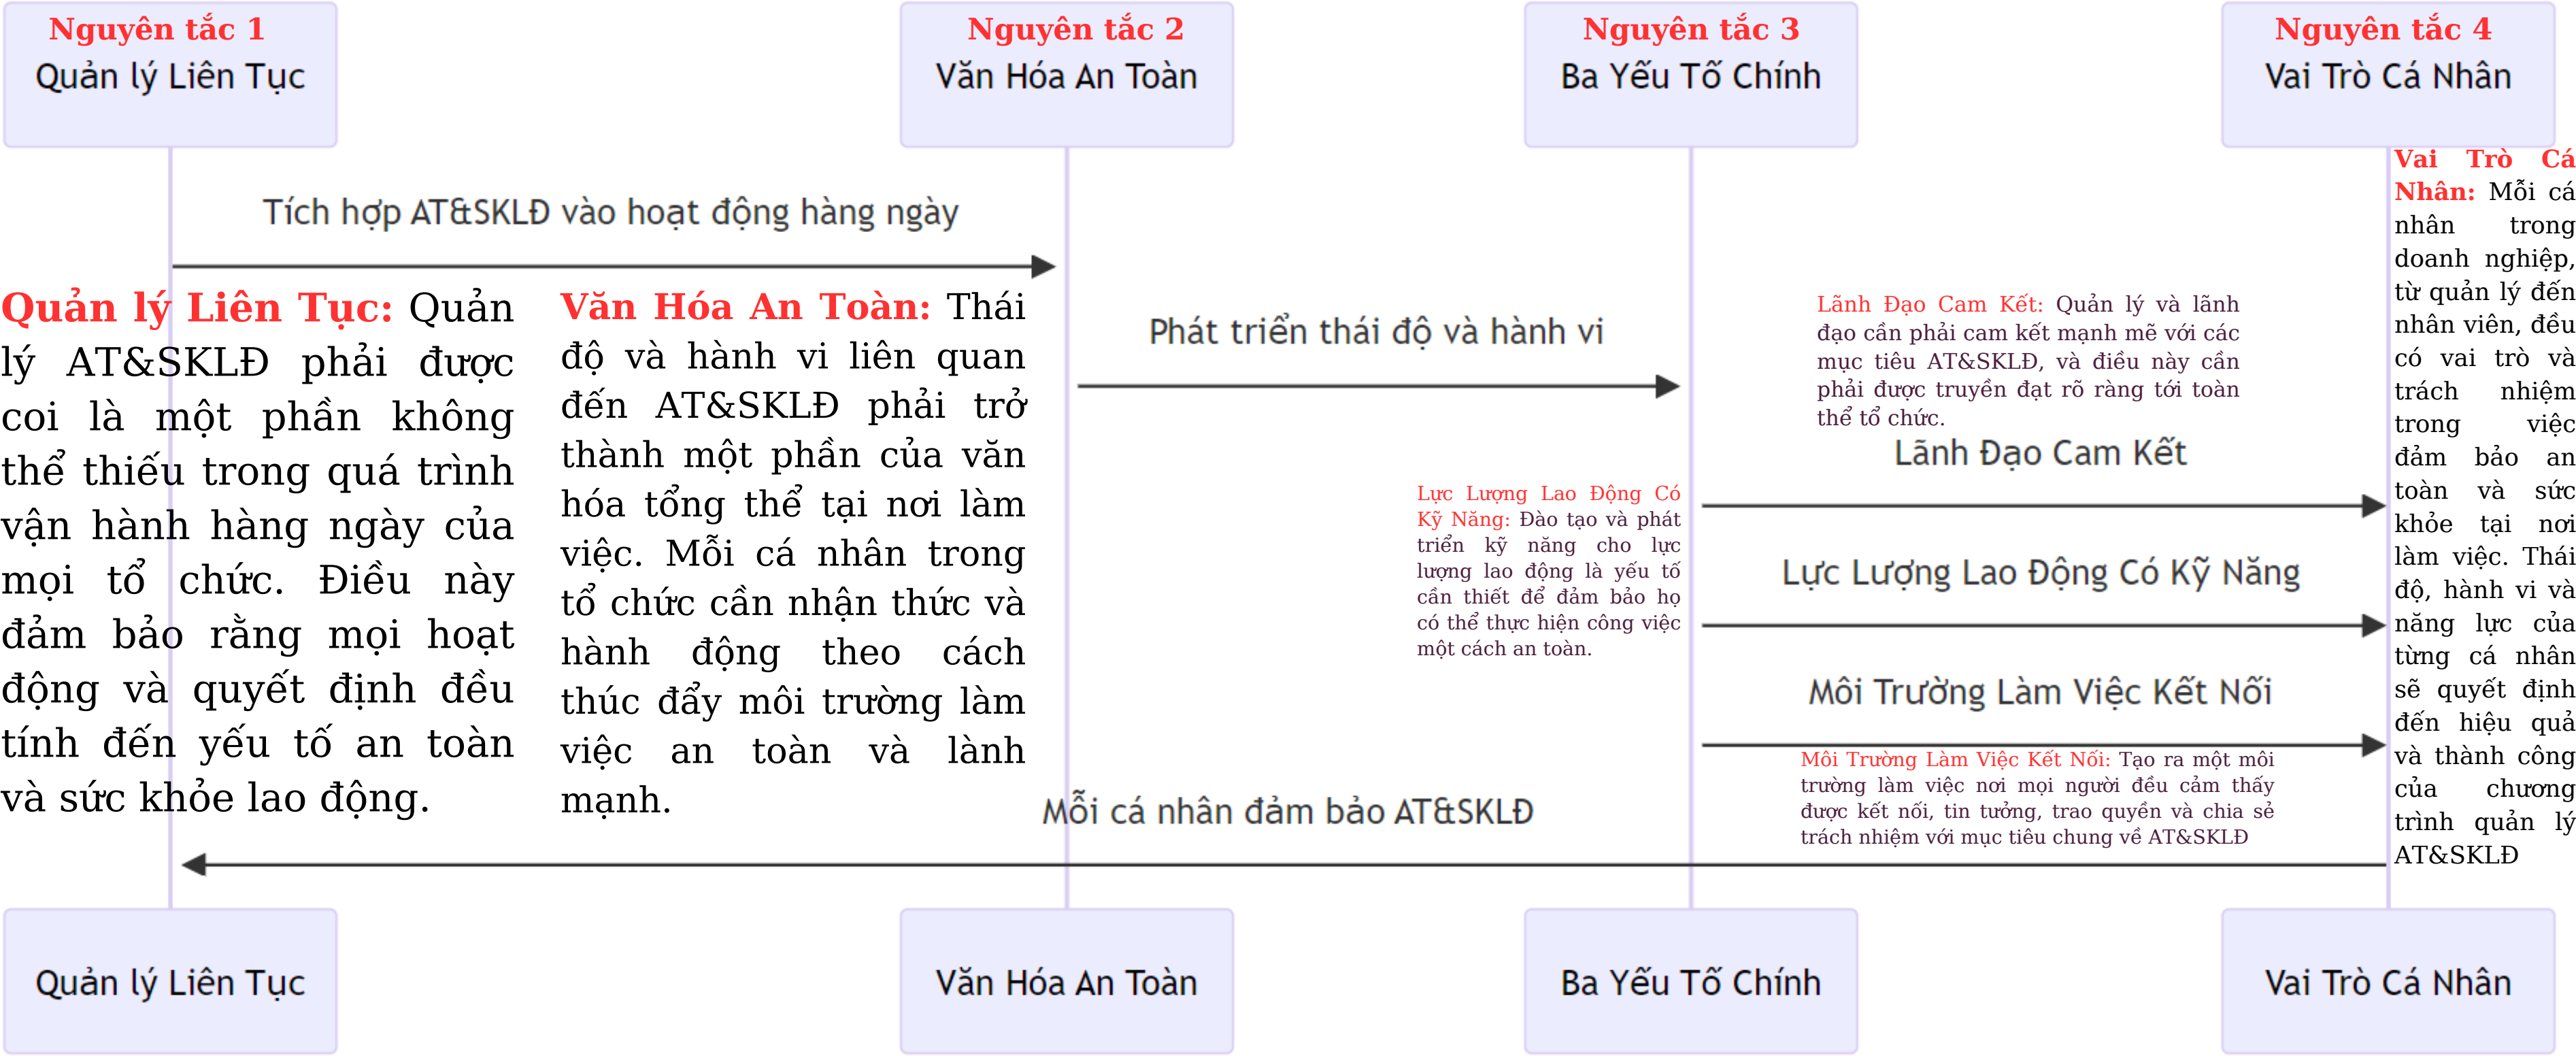 Nguyên tắc 1
Quản lý Liên Tục
Nguyên tắc 2
Văn Hóa An Toàn
Nguyên tắc 3
Ba Yếu Tố Chính
Nguyên tắc 4
Vai Trò Cá Nhân
Tích hợp AT&SKLĐ vào hoạt động hàng ngày
Quản lý Liên Tục: Quản
lý AT&SKLĐ phải được
coi là một phần không
thể thiếu trong quá trình
vận hành hàng ngày của
mọi tổ chức. Điều này
đảm bảo rằng mọi hoạt
động và quyết định đều
tính đến yếu tố an toàn
và sức khỏe lao động.
Văn Hóa An Toàn: Thái
độ và hành vi liên quan
đến AT&SKLĐ phải trở
thành một phần của văn
hóa tổng thể tại nơi làm
việc. Mỗi cá nhân trong
tổ chức cần nhận thức và
hành động theo cách
thúc đẩy môi trường làm
việc an toàn và lành
mạnh.
Phát triển thái độ và hành vi
Lãnh Đạo Cam Kết: Quản lý và lãnh
đạo cần phải cam kết mạnh mẽ với các
mục tiêu AT&SKLĐ, và điều này cần
phải được truyền đạt rõ ràng tới toàn
thể tổ chức.
Lãnh Đạo Cam Kết
Lực Lượng Lao Động Có
Kỹ Năng: Đào tạo và phát
triển kỹ năng cho lực
lượng lao động là yếu tố
cần thiết để đảm bảo họ
có thể thực hiện công việc
một cách an toàn.
Lực Lượng Lao Động Có Kỹ Năng
Môi Trường Làm Việc Kết Nối
Môi Trường Làm Việc Kết Nối: Tạo ra một môi
trường làm việc nơi mọi người đều cảm thấy
được kết nối, tin tưởng, trao quyền và chia sẻ
trách nhiệm với mục tiêu chung về AT&SKLĐ
Mỗi cá nhân đảm bảo AT&SKLĐ
Vai Trò Cá
Nhân: Mỗi cá
nhân trong
doanh nghiệp,
từ quản lý đến
nhân viên, đều
có vai trò và
trách nhiệm
trong việc
đảm bảo an
toàn và sức
khỏe tại nơi
làm việc. Thái
độ, hành vi và
năng lực của
từng cá nhân
sẽ quyết định
đến hiệu quả
và thành công
của chương
trình quản lý
AT&SKLĐ
Quản lý Liên Tục
Văn Hóa An Toàn
Ba Yếu Tố Chính
Vai Trò Cá Nhân